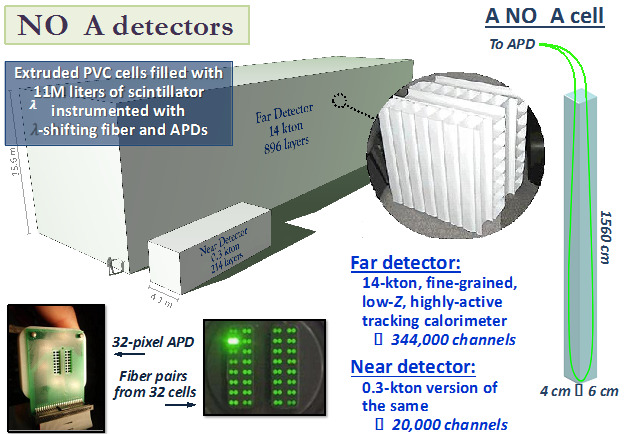 NO A detectors
A NO A cell
To APD
Extruded PVC cells filled with
11M liters of scintillator
instrumented with
λ
λ-shifting fiber and APDs
15.6 m
Far Detector
14 kton
896 layers
Near Detector
0.3 kton
214 layers
1560 cm
Far detector:
14-kton, fine-grained,
low-Z, highly-active
tracking calorimeter
▯ 344,000 channels
32-pixel APD
Fiber pairs
from 32 cells
Near detector:
0.3-kton version of
the same
▯ 20,000 channels
4 cm ▯ 6 cm